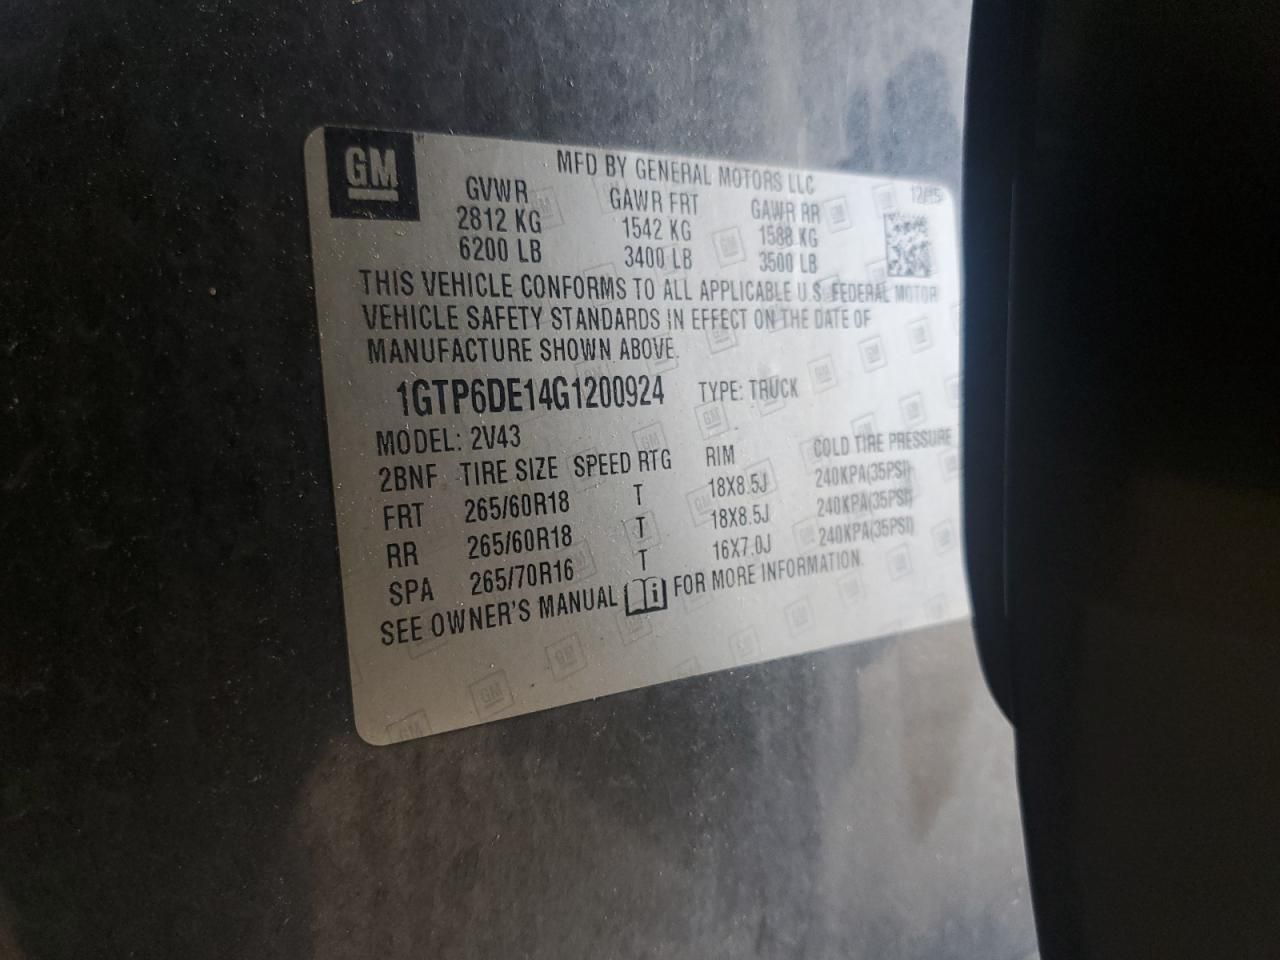 GM
MFD BY GENERAL MOTORS LLC
12/15
GVWR GAWR FRT GAWR RR
2812 KG 1542 KG 1588 KG
6200 LB 3400 LB 3500 LB
THIS VEHICLE CONFORMS TO ALL APPLICABLE U.S. FEDERAL MOTOR
VEHICLE SAFETY STANDARDS IN EFFECT ON THE DATE OF
MANUFACTURE SHOWN ABOVE.
1GTP6DE14G1200924 TYPE: TRUCK
MODEL: 2V43
2BNF TIRE SIZE SPEED RTG RIM COLD TIRE PRESSURE
FRT 265/60R18 T 18X8.5J 240KPA(35PSI)
RR 265/60R18 T 18X8.5J 240KPA(35PSI)
SPA 265/70R16 T 16X7.0J 240KPA(35PSI)
SEE OWNER'S MANUAL i FOR MORE INFORMATION.